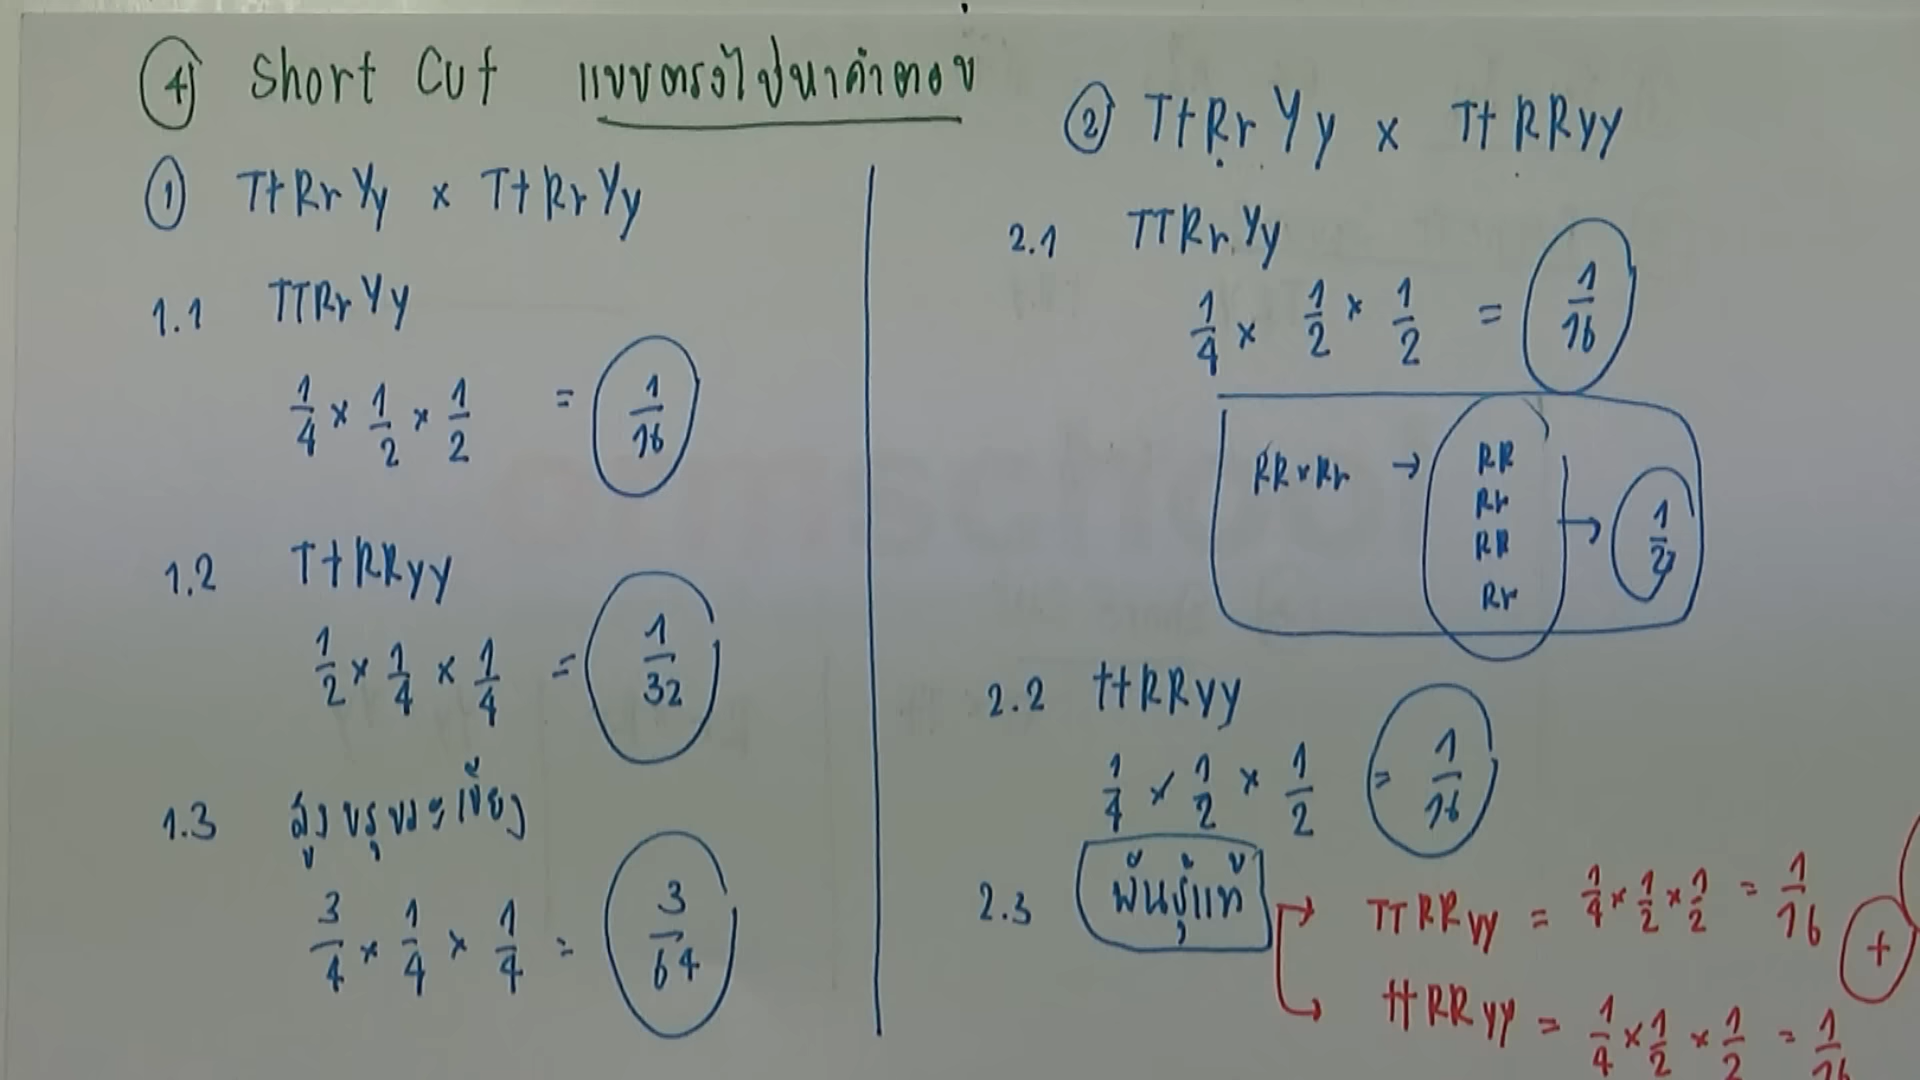 ④ Short Cut แบบตรงไปหาคำตอบ
① TtRrYy x TtRrYy
1.1 TTRrYy
1/4 x 1/2 x 1/2 = 1/16
1.2 TtRRyy
1/2 x 1/4 x 1/4 = 1/32
1.3 สูง ขรุขระ เขียว
3/4 x 1/4 x 1/4 = 3/64
② TtRrYy x TtRRyy
2.1 TTRrYy
1/4 x 1/2 x 1/2 = 1/16
RR x Rr → RR
Rr
RR
Rr
→ 1/2
2.2 ttRRyy
1/4 x 1/2 x 1/2 = 1/16
2.3 พันธุ์แท้ → TTRRyy = 1/4 x 1/2 x 1/2 = 1/16
+
→ ttRRyy = 1/4 x 1/2 x 1/2 = 1/16